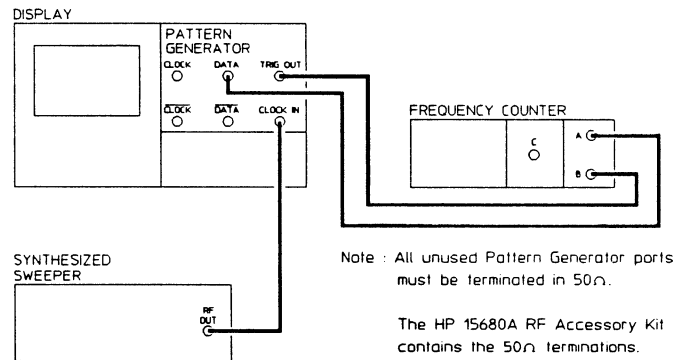 DISPLAY
PATTERN
GENERATOR
CLOCK DATA TRIG OUT
CLOCK DATA CLOCK IN
FREQUENCY COUNTER
A
C
B
SYNTHESIZED
SWEEPER
RF
OUT
Note : All unused Pattern Generator ports
must be terminated in 50Ω.
The HP 15680A RF Accessory Kit
contains the 50Ω terminations.